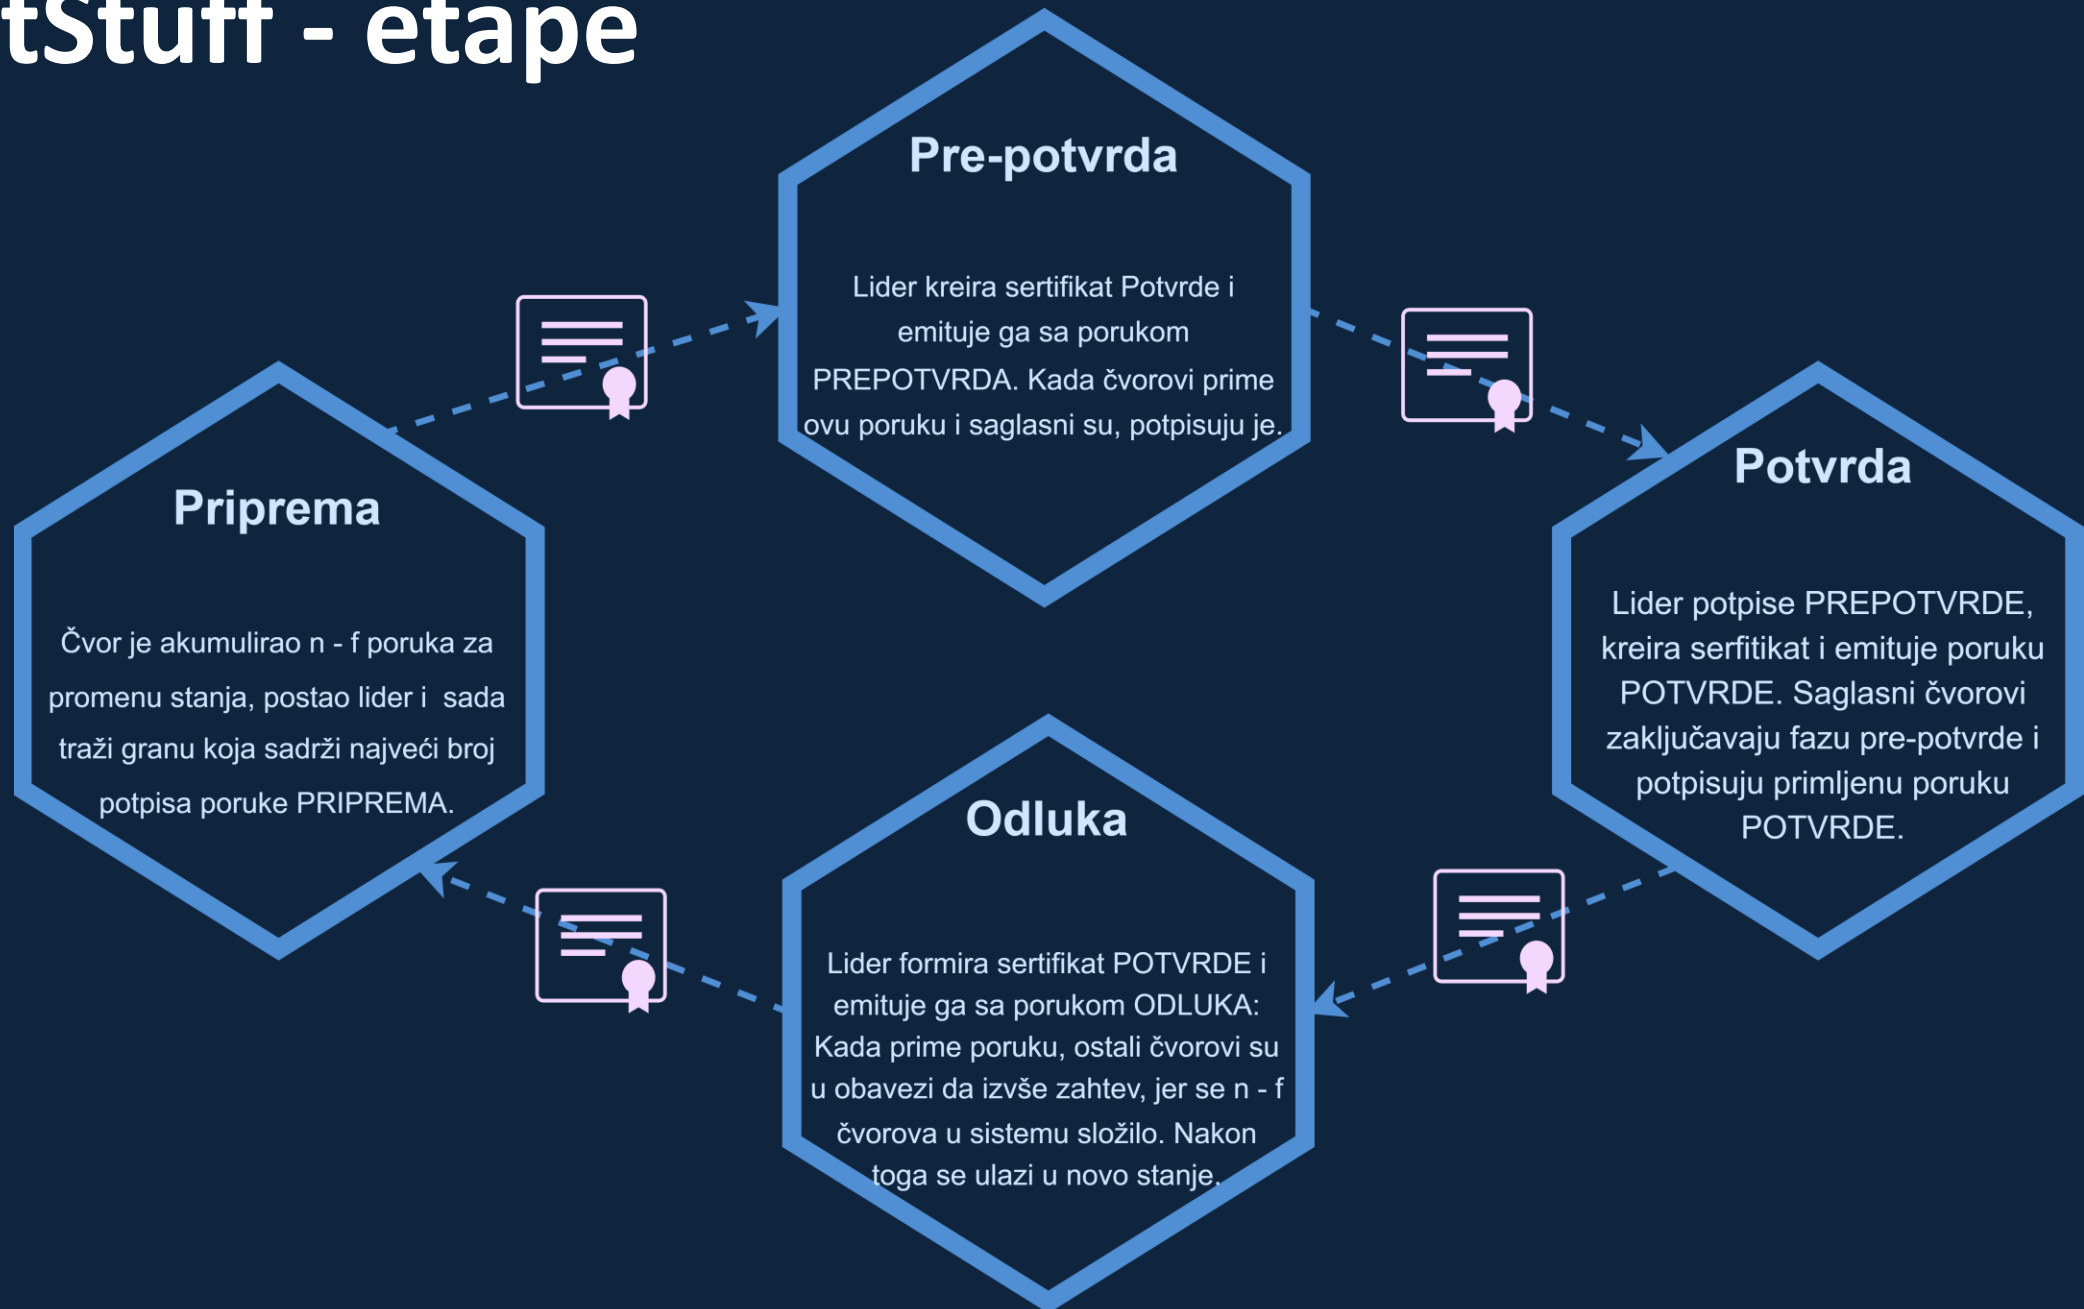 tStuff - etape
Pre-potvrda
Lider kreira sertifikat Potvrde i
emituje ga sa porukom
PREPOTVRDA. Kada čvorovi prime
ovu poruku i saglasni su, potpisuju je.
Priprema
Čvor je akumulirao n - f poruka za
promenu stanja, postao lider i sada
traži granu koja sadrži najveći broj
potpisa poruke PRIPREMA.
Potvrda
Lider potpise PREPOTVRDE,
kreira serfitikat i emituje poruku
POTVRDE. Saglasni čvorovi
zaključavaju fazu pre-potvrde i
potpisuju primljenu poruku
POTVRDE.
Odluka
Lider formira sertifikat POTVRDE i
emituje ga sa porukom ODLUKA:
Kada prime poruku, ostali čvorovi su
u obavezi da izvše zahtev, jer se n - f
čvorova u sistemu složilo. Nakon
toga se ulazi u novo stanje.